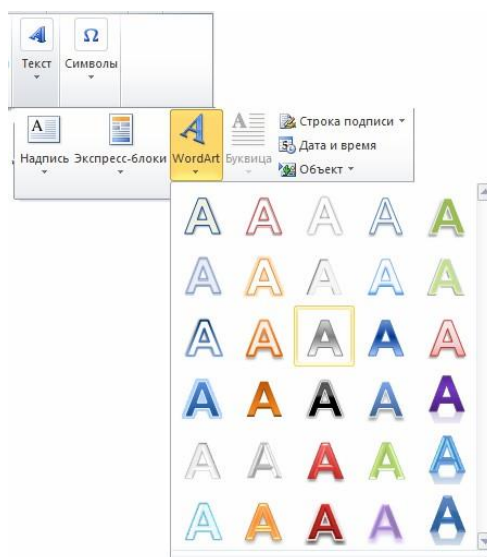 Текст Символы
Надпись Экспресс-блоки WordArt Буквица
Строка подписи
Дата и время
Объект